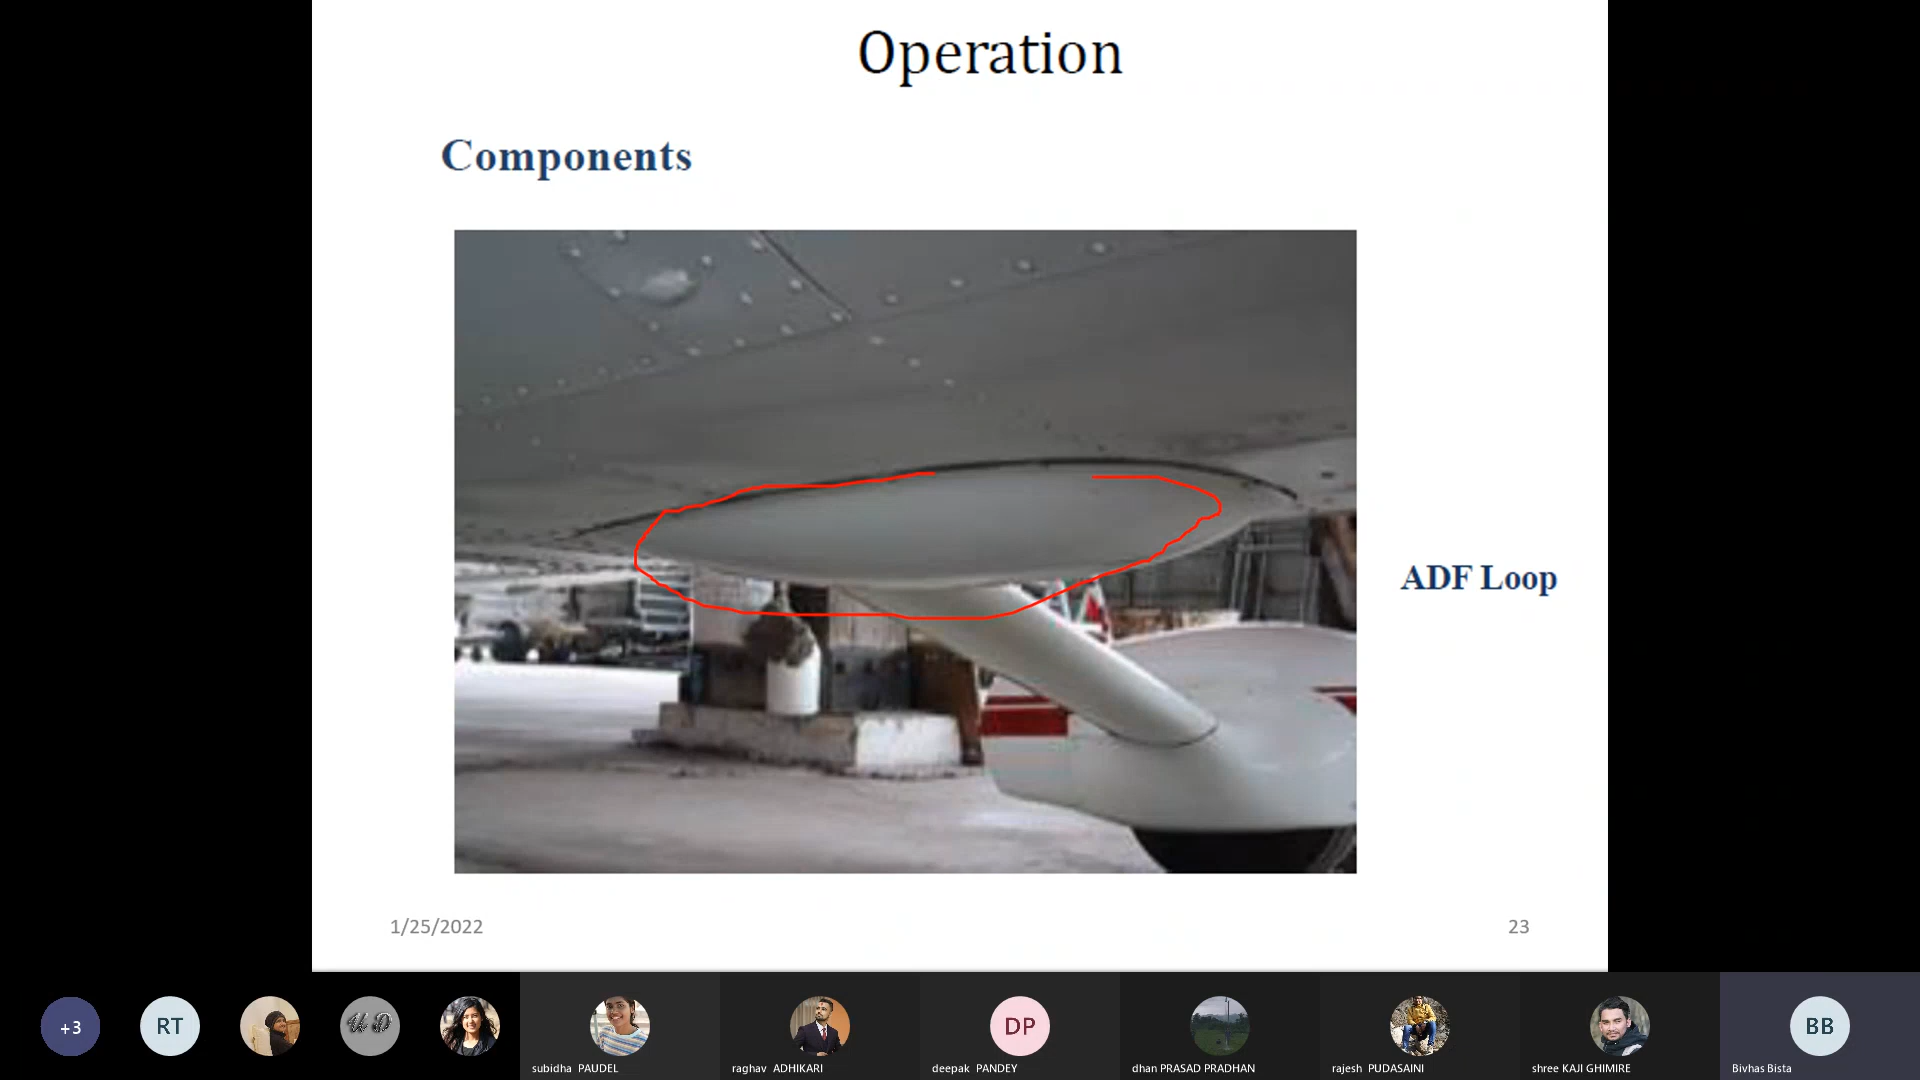 Operation
Components
ADF Loop
1/25/2022
23
+3
RT
U D
subidha PAUDEL
raghav ADHIKARI
DP
deepak PANDEY
dhan PRASAD PRADHAN
rajesh PUDASAINI
shree KAJI GHIMIRE
BB
Bivhas Bista